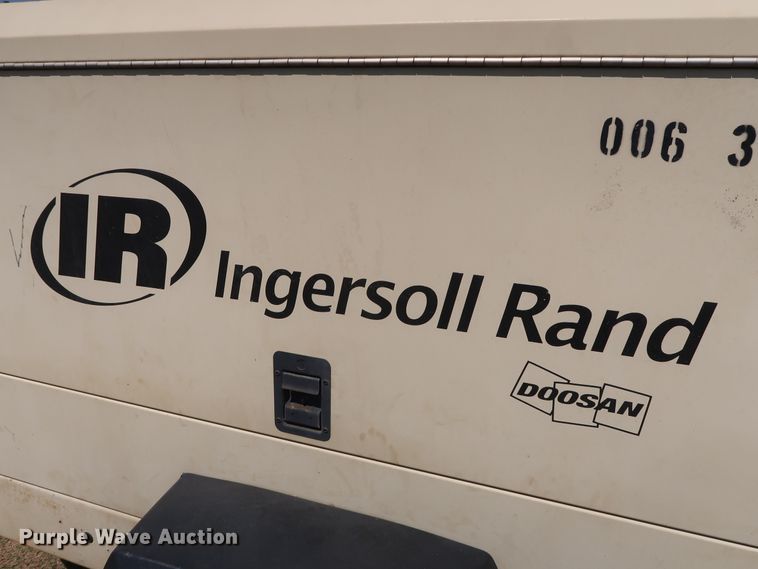 006 3
IR Ingersoll Rand
DOOSAN
Purple Wave Auction